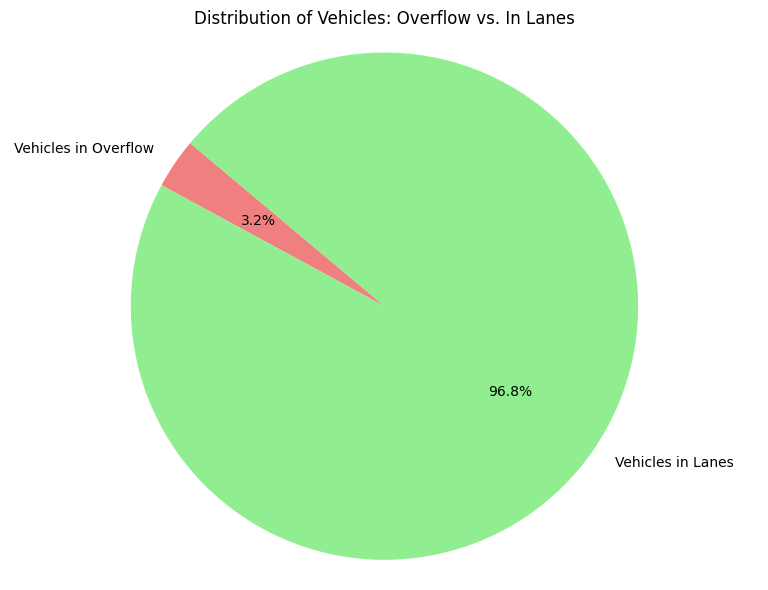 Distribution of Vehicles: Overflow vs. In Lanes
Vehicles in Overflow
3.2%
96.8%
Vehicles in Lanes